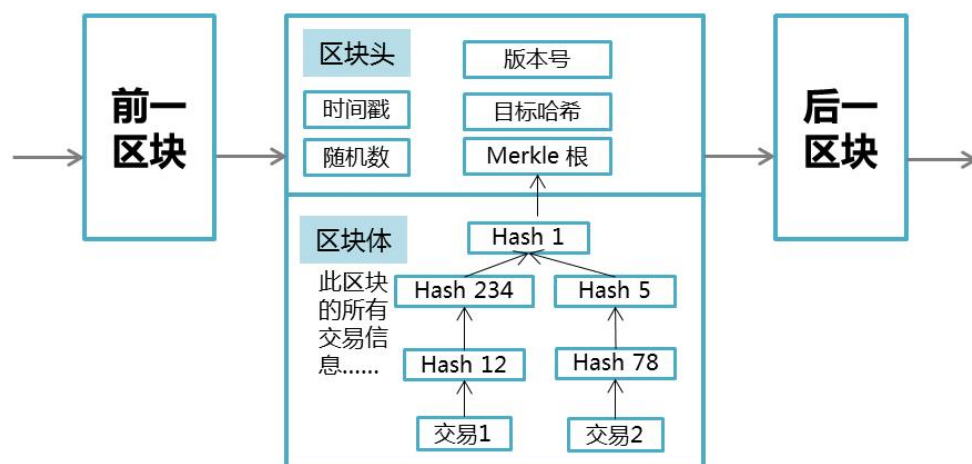 前一
区块
区块头
版本号
时间戳
目标哈希
随机数
Merkle 根
区块体
Hash 1
此区块
的所有
交易信
息......
Hash 234
Hash 5
Hash 12
Hash 78
交易1
交易2
后一
区块